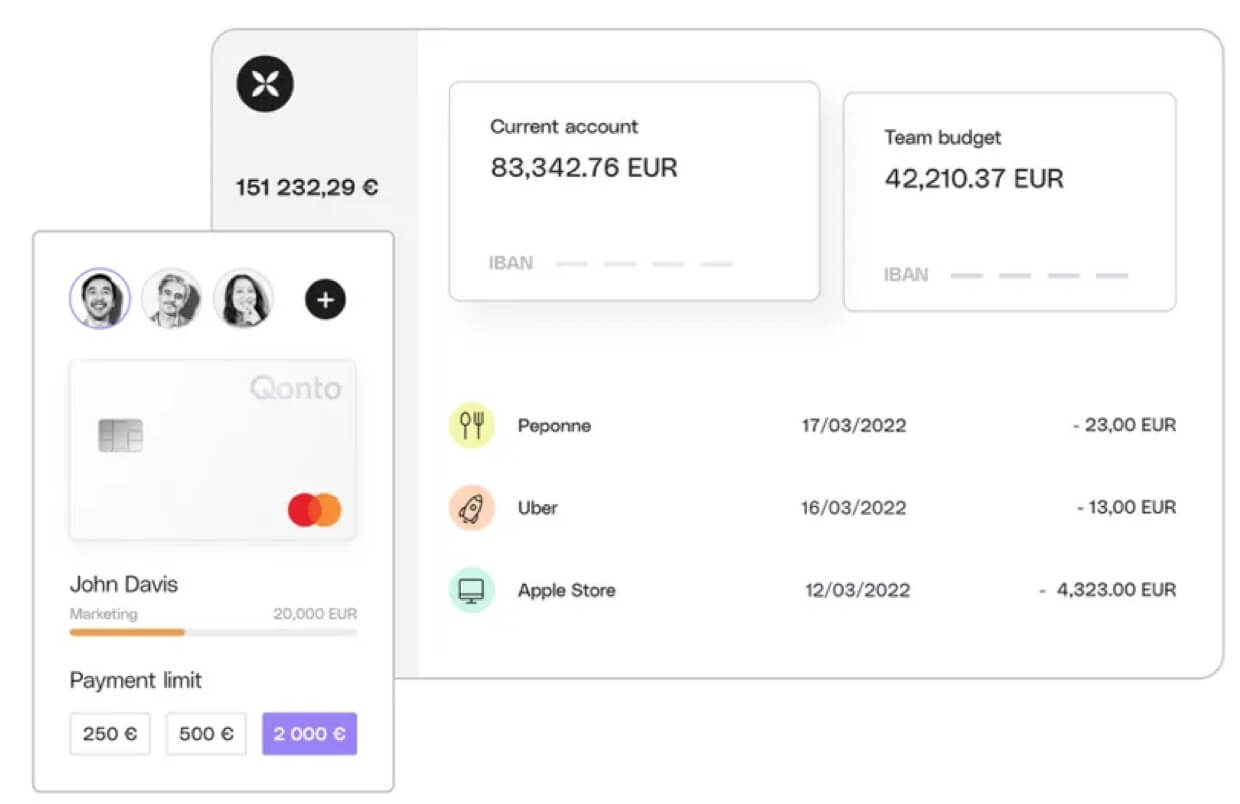 151 232,29 €
Current account
83,342.76 EUR
IBAN
Team budget
42,210.37 EUR
IBAN
Peponne 17/03/2022 - 23,00 EUR
Uber 16/03/2022 - 13,00 EUR
Apple Store 12/03/2022 - 4,323.00 EUR
Qonto
John Davis
Marketing 20,000 EUR
Payment limit
250 € 500 € 2 000 €